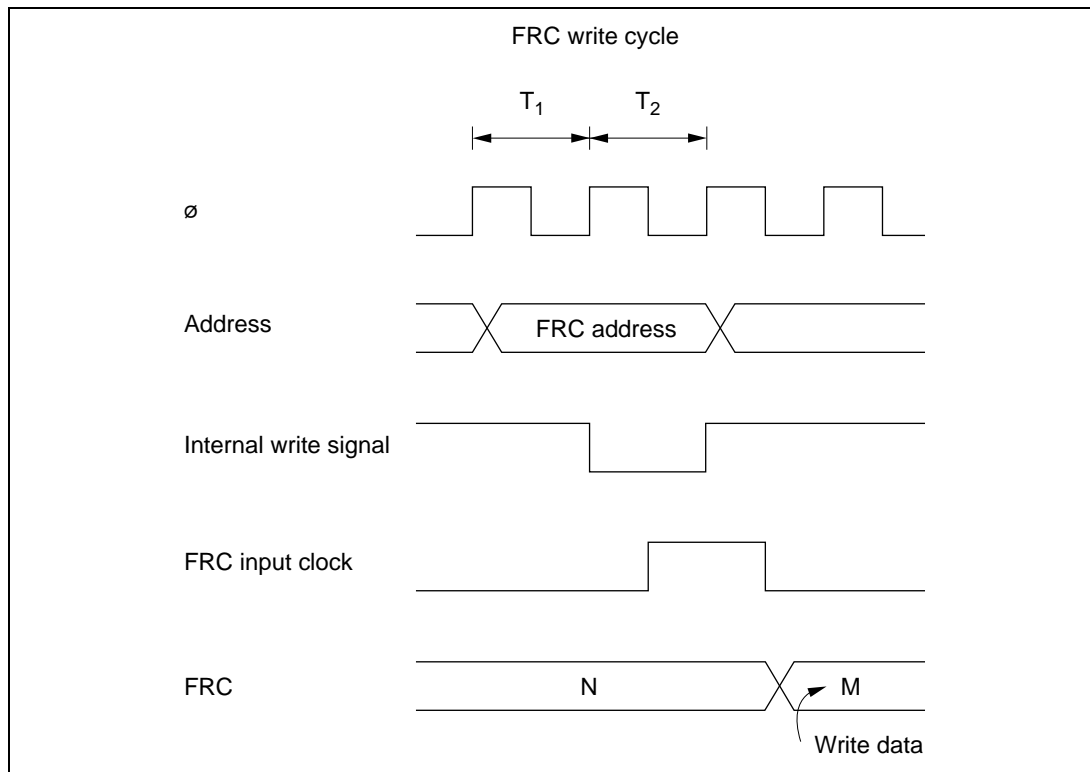 FRC write cycle
T1 T2
ø
Address
FRC address
Internal write signal
FRC input clock
FRC
N
M
Write data